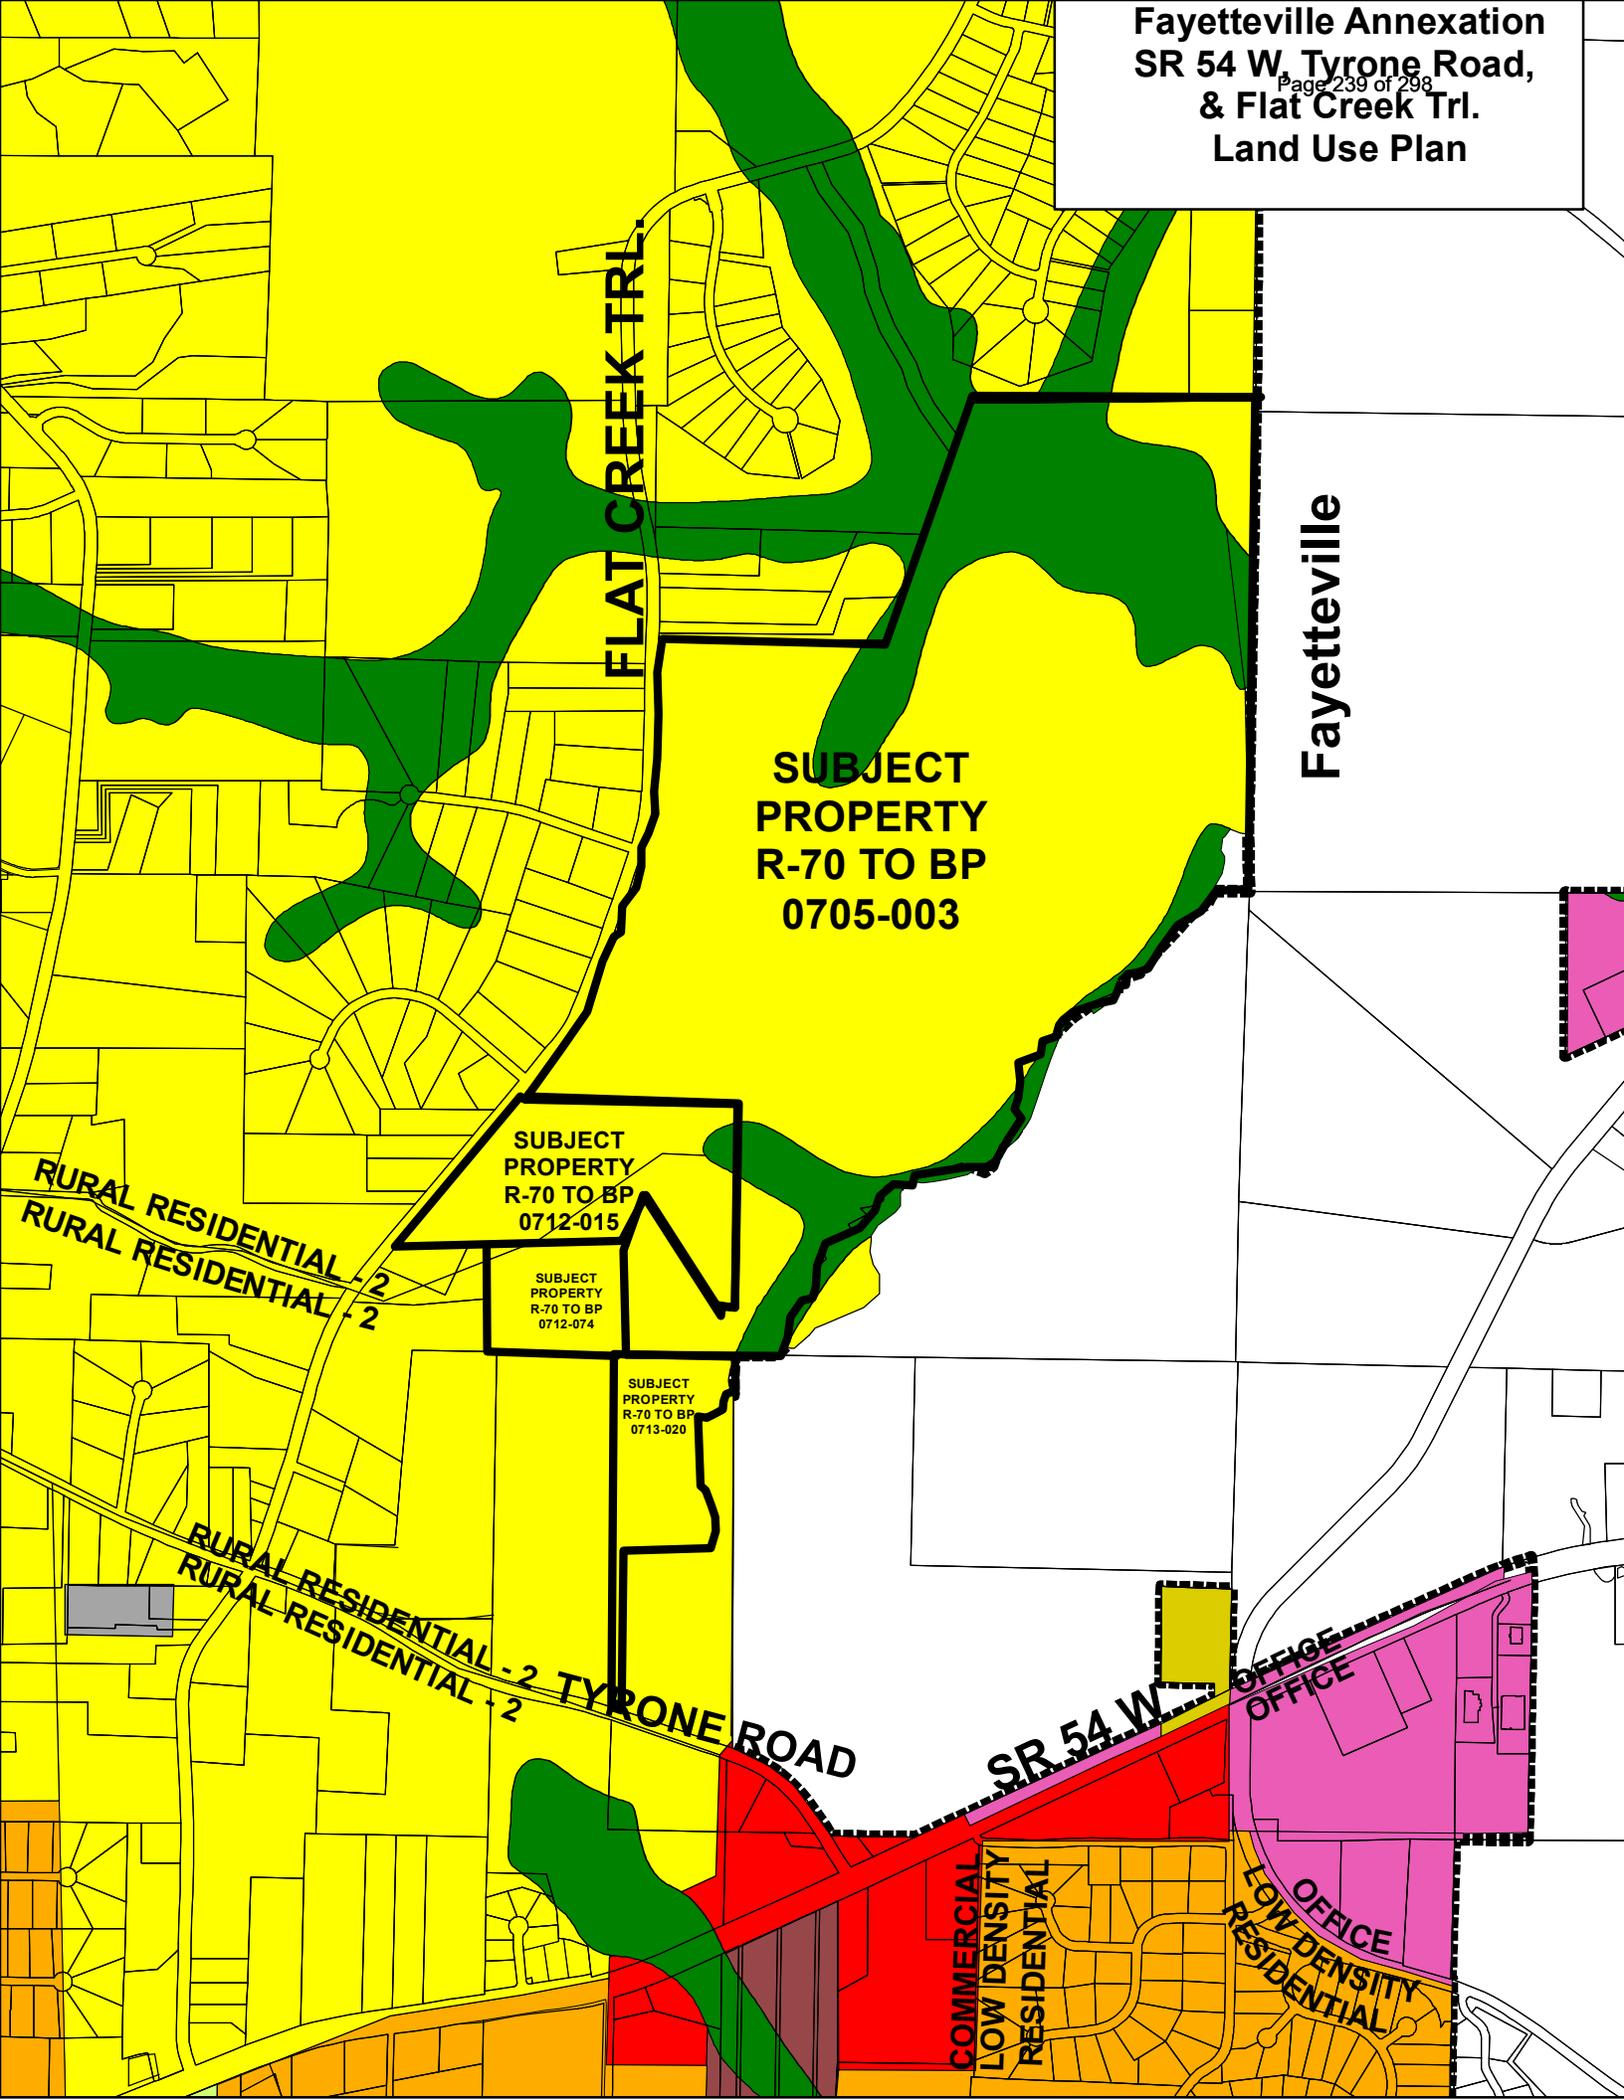 Fayetteville Annexation
SR 54 W, Tyrone Road,
Page 239 of 298
& Flat Creek Trl.
Land Use Plan
FLAT CREEK TRL.
Fayetteville
SUBJECT
PROPERTY
R-70 TO BP
0705-003
SUBJECT
PROPERTY
R-70 TO BP
0712-015
RURAL RESIDENTIAL - 2
RURAL RESIDENTIAL - 2
SUBJECT
PROPERTY
R-70 TO BP
0712-074
SUBJECT
PROPERTY
R-70 TO BP
0713-020
RURAL RESIDENTIAL - 2
RURAL RESIDENTIAL - 2
TYRONE ROAD
SR 54 W
OFFICE
OFFICE
COMMERCIAL
LOW DENSITY
RESIDENTIAL
OFFICE
LOW DENSITY
RESIDENTIAL